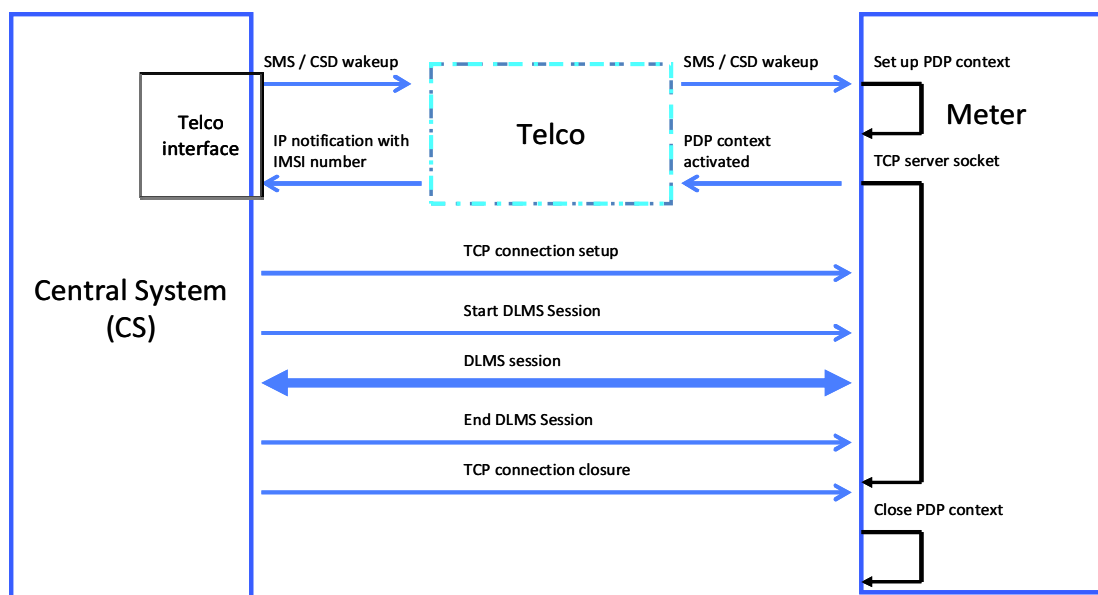 SMS / CSD wakeup
SMS / CSD wakeup
Set up PDP context
Telco
interface
Telco
Meter
IP notification with
IMSI number
PDP context
activated
TCP server socket
TCP connection setup
Central System
(CS)
Start DLMS Session
DLMS session
End DLMS Session
TCP connection closure
Close PDP context